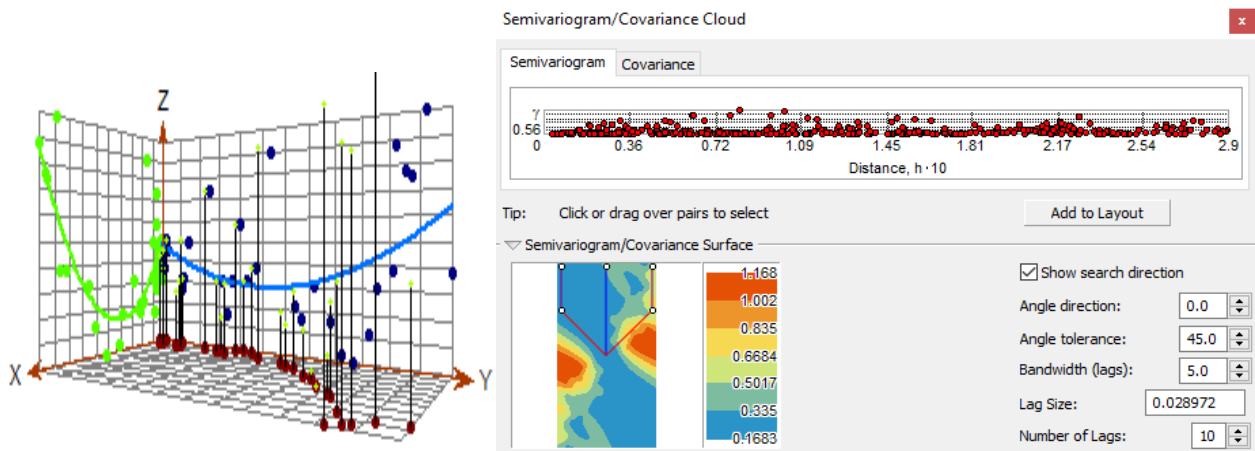 Z
X
Y
Semivariogram/Covariance Cloud
x
Semivariogram
Covariance
γ
0.56
0 0.36 0.72 1.09 1.45 1.81 2.17 2.54 2.9
Distance, h · 10
Tip: Click or drag over pairs to select
Add to Layout
Semivariogram/Covariance Surface
1.168
1.002
0.835
0.6684
0.5017
0.335
0.1683
Show search direction
Angle direction: 0.0
Angle tolerance: 45.0
Bandwidth (lags): 5.0
Lag Size: 0.028972
Number of Lags: 10